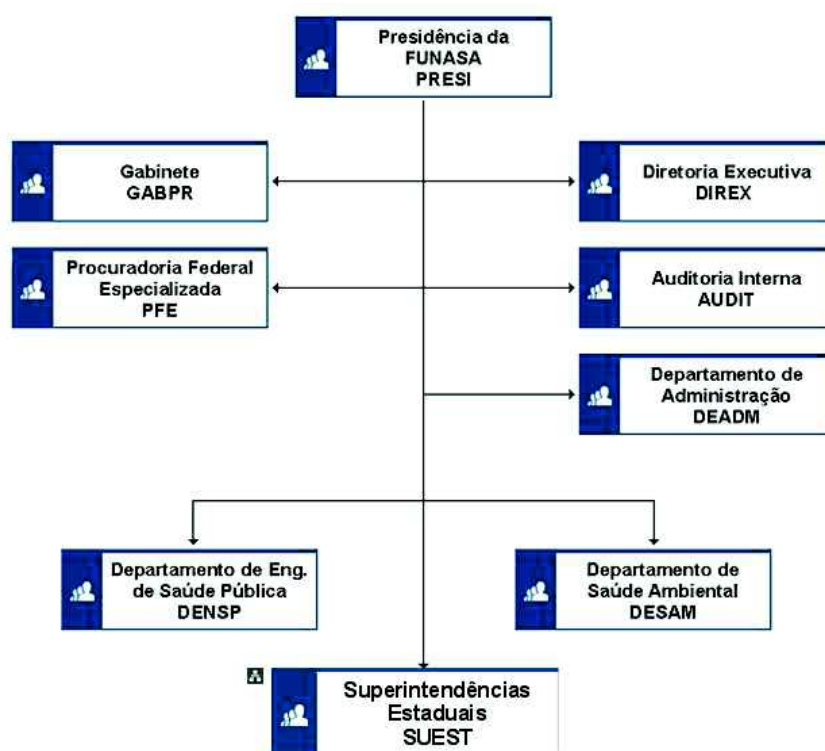 Presidência da
FUNASA
PRESI
Gabinete
GABPR
Diretoria Executiva
DIREX
Procuradoria Federal
Especializada
PFE
Auditoria Interna
AUDIT
Departamento de
Administração
DEADM
Departamento de Eng.
de Saúde Pública
DENSP
Departamento de
Saúde Ambiental
DESAM
Superintendências
Estaduais
SUEST